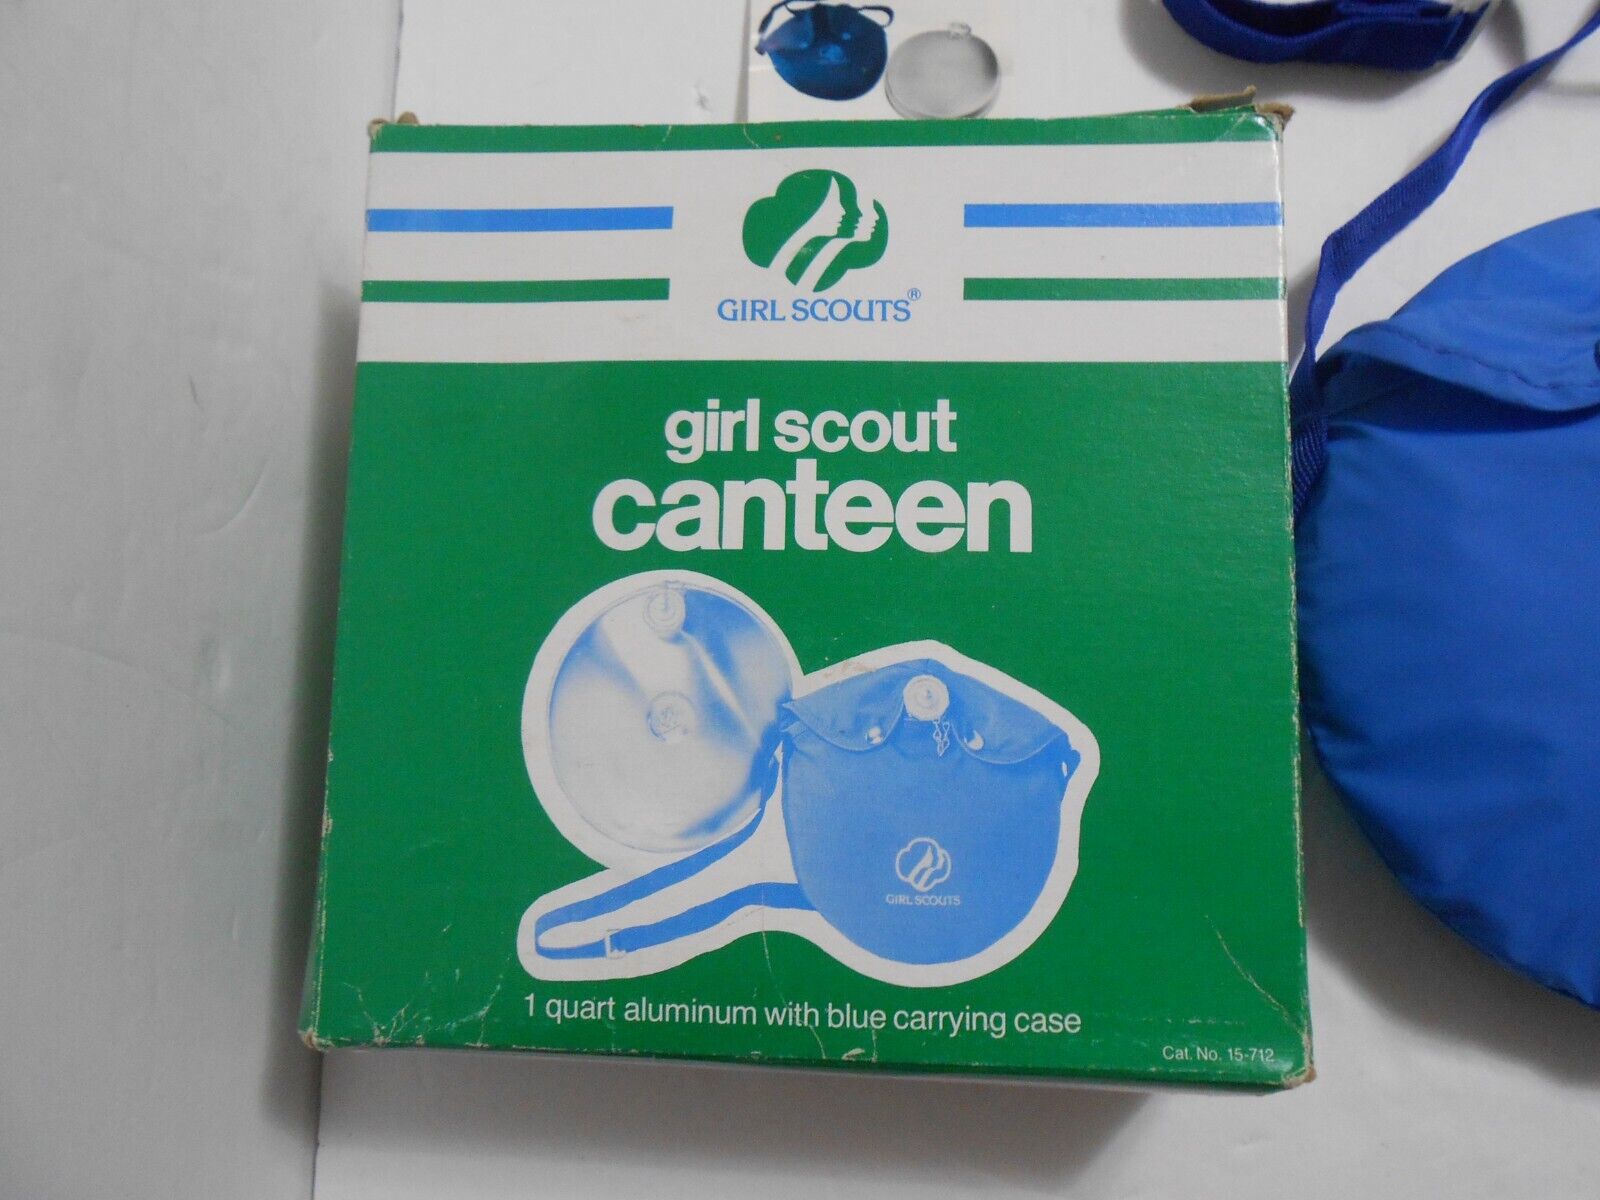 GIRL SCOUTS®
girl scout
canteen
GIRL SCOUTS
1 quart aluminum with blue carrying case
Cat. No. 15-712